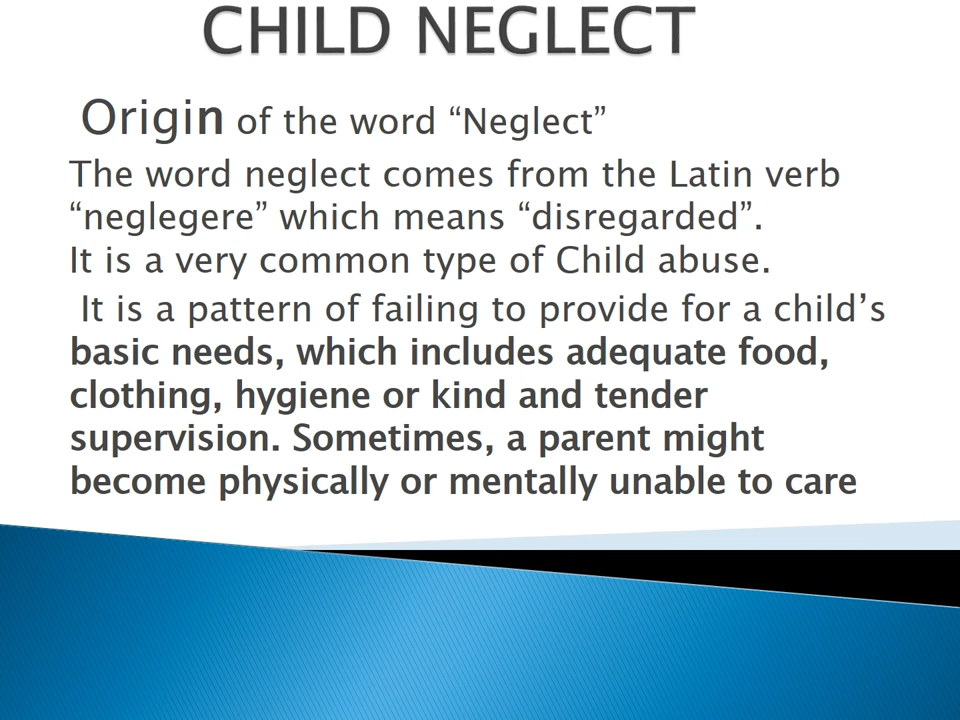 CHILD NEGLECT
Origin of the word “Neglect”
The word neglect comes from the Latin verb
“neglegere” which means “disregarded”.
It is a very common type of Child abuse.
It is a pattern of failing to provide for a child’s
basic needs, which includes adequate food,
clothing, hygiene or kind and tender
supervision. Sometimes, a parent might
become physically or mentally unable to care